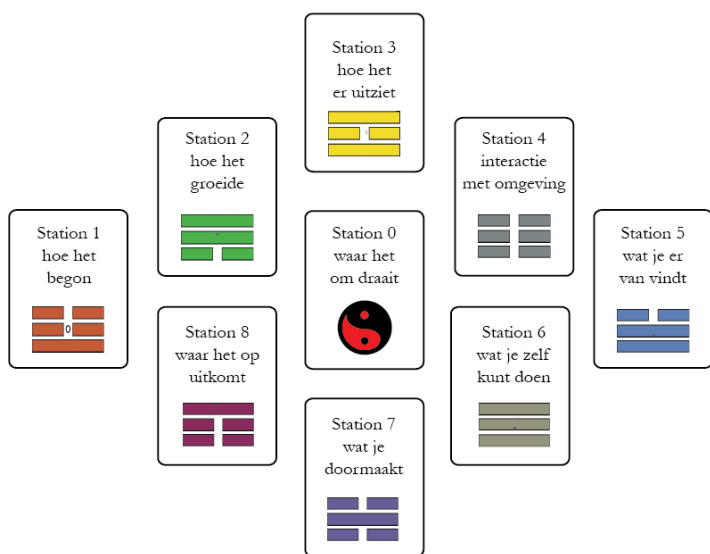 Station 3
hoe het
er uitziet
Station 2
hoe het
groeide
Station 4
interactie
met omgeving
Station 1
hoe het
begon
0
Station 0
waar het
om draait
Station 5
wat je er
van vindt
Station 8
waar het op
uitkomt
Station 6
wat je zelf
kunt doen
Station 7
wat je
doormaakt